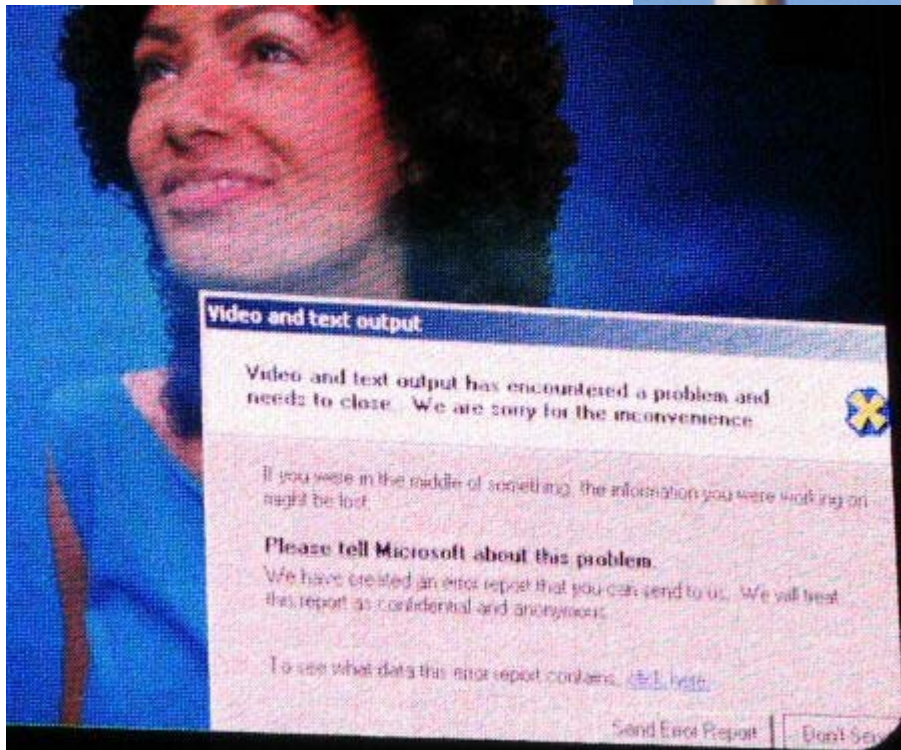 Video and text output
Video and text output has encountered a problem and
needs to close. We are sorry for the inconvenience
If you were in the middle of something, the information you were working on
might be lost.
Please tell Microsoft about this problem.
We have created an error report that you can send to us. We will treat
this report as confidential and anonymous.
To see what data this error report contains, click here.
Send Error Report
Don't Sen